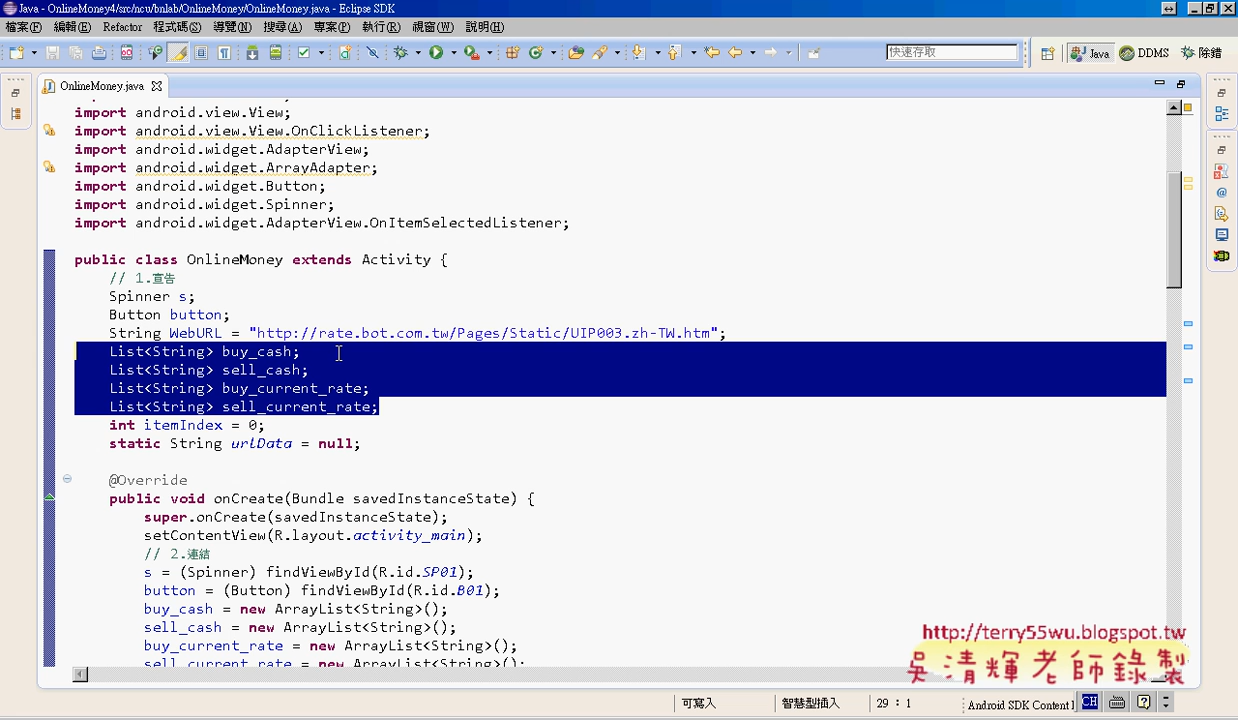 Java - OnlineMoney4/src/ncu/bnlab/OnlineMoney/OnlineMoney.java - Eclipse SDK
檔案(F) 編輯(E) Refactor 程式碼(S) 導覽(N) 搜尋(A) 專案(P) 執行(R) 視窗(W) 說明(H)
快速存取 Java DDMS 除錯
OnlineMoney.java
import android.view.View;
import android.view.View.OnClickListener;
import android.widget.AdapterView;
import android.widget.ArrayAdapter;
import android.widget.Button;
import android.widget.Spinner;
import android.widget.AdapterView.OnItemSelectedListener;
public class OnlineMoney extends Activity {
// 1.宣告
Spinner s;
Button button;
String WebURL = "http://rate.bot.com.tw/Pages/Static/UIP003.zh-TW.htm";
List<String> buy_cash;
List<String> sell_cash;
List<String> buy_current_rate;
List<String> sell_current_rate;
int itemIndex = 0;
static String urlData = null;
@Override
public void onCreate(Bundle savedInstanceState) {
super.onCreate(savedInstanceState);
setContentView(R.layout.activity_main);
// 2.連結
s = (Spinner) findViewById(R.id.SP01);
button = (Button) findViewById(R.id.B01);
buy_cash = new ArrayList<String>();
sell_cash = new ArrayList<String>();
buy_current_rate = new ArrayList<String>();
sell_current_rate = new ArrayList<String>();
http://terry55wu.blogspot.tw
吳清輝老師錄製
可寫入 智慧型插入 29 : 1 Android SDK Content CH